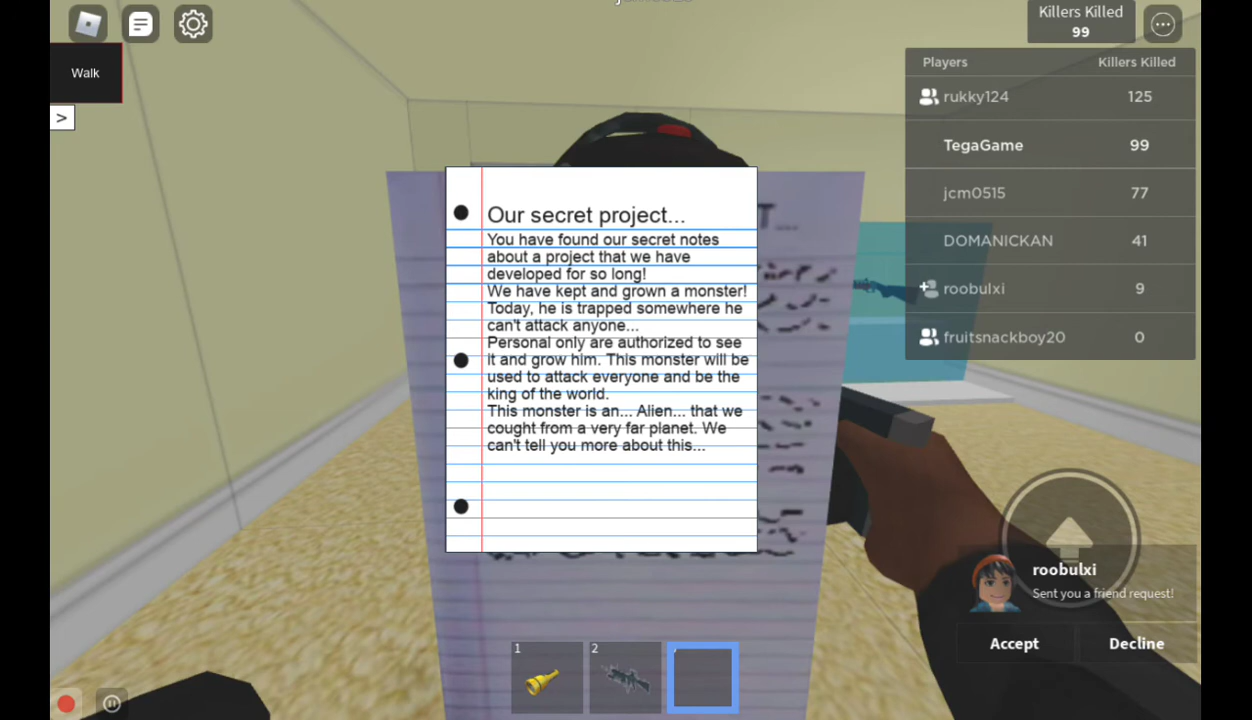 Killers Killed
99
Walk
>
Players Killers Killed
rukky124 125
TegaGame 99
jcm0515 77
DOMANICKAN 41
roobulxi 9
fruitsnackboy20 0
Our secret project...
You have found our secret notes
about a project that we have
developed for so long!
We have kept and grown a monster!
Today, he is trapped somewhere he
can't attack anyone...
Personal only are authorized to see
it and grow him. This monster will be
used to attack everyone and be the
king of the world.
This monster is an... Alien... that we
cought from a very far planet. We
can't tell you more about this...
roobulxi
Sent you a friend request!
Accept Decline
1 2